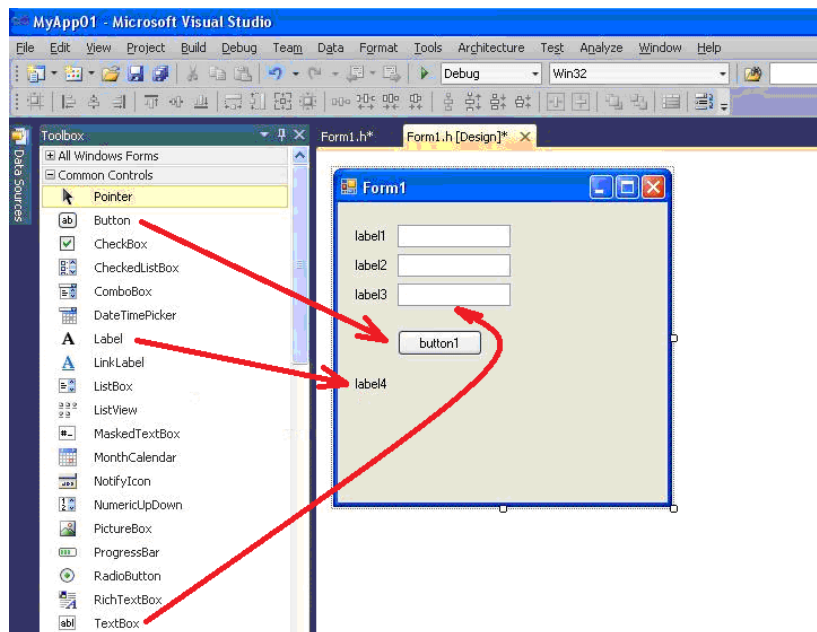 MyApp01 - Microsoft Visual Studio
File Edit View Project Build Debug Team Data Format Tools Architecture Test Analyze Window Help
Debug Win32
Toolbox Form1.h* Form1.h [Design]*
Data Sources
All Windows Forms
Common Controls
Pointer
Button
CheckBox
CheckedListBox
ComboBox
DateTimePicker
Label
LinkLabel
ListBox
ListView
MaskedTextBox
MonthCalendar
NotifyIcon
NumericUpDown
PictureBox
ProgressBar
RadioButton
RichTextBox
TextBox
Form1
label1
label2
label3
button1
label4